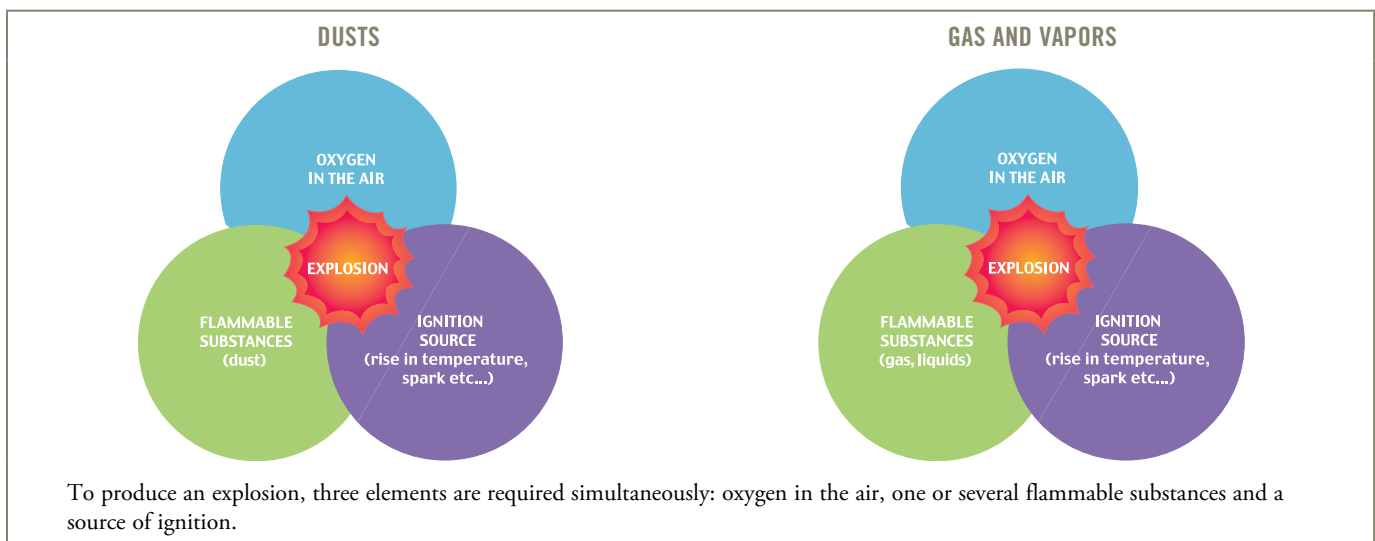 DUSTS
OXYGEN
IN THE AIR
EXPLOSION
FLAMMABLE
SUBSTANCES
(dust)
IGNITION
SOURCE
(rise in temperature,
spark etc...)
GAS AND VAPORS
OXYGEN
IN THE AIR
EXPLOSION
FLAMMABLE
SUBSTANCES
(gas, liquids)
IGNITION
SOURCE
(rise in temperature,
spark etc...)
To produce an explosion, three elements are required simultaneously: oxygen in the air, one or several flammable substances and a
source of ignition.